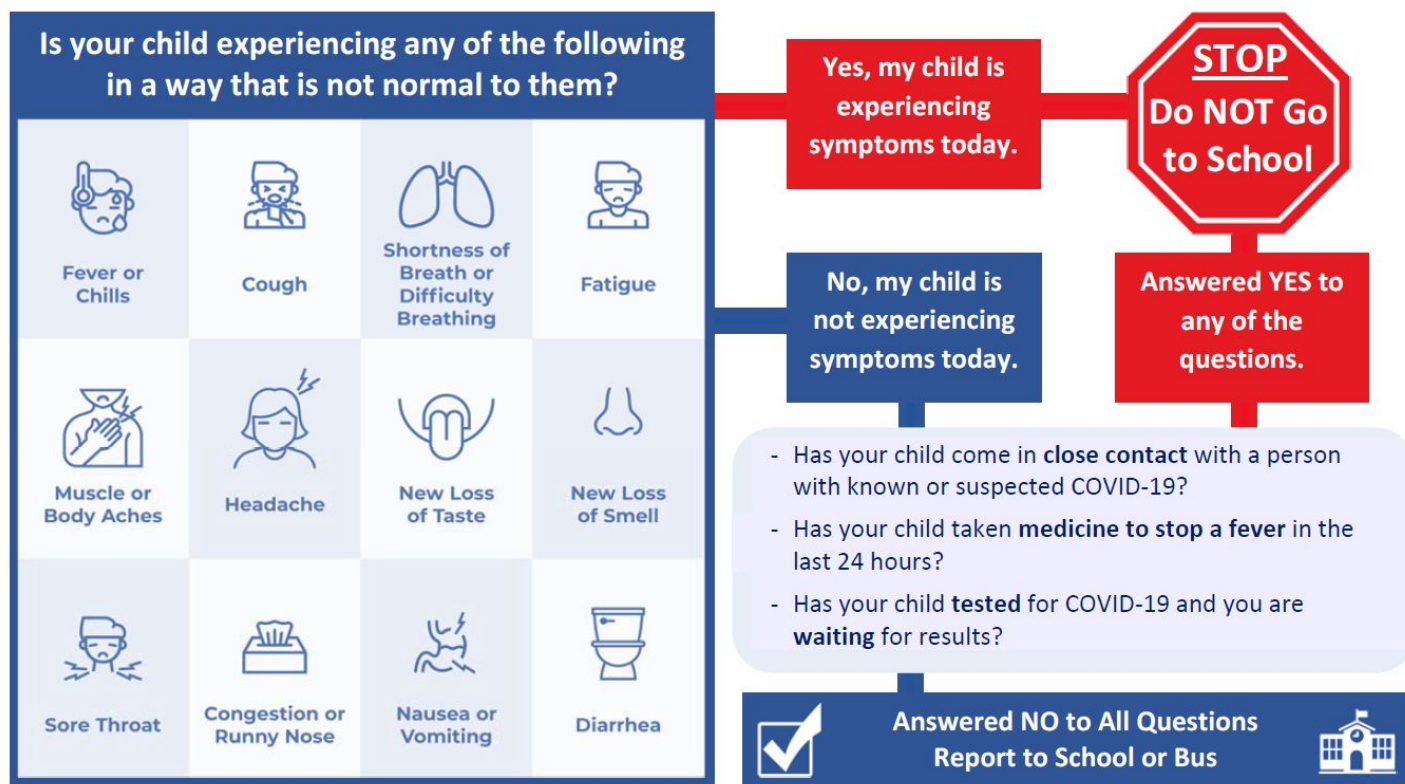 Is your child experiencing any of the following
in a way that is not normal to them?
Fever or
Chills
Cough
Shortness of
Breath or
Difficulty
Breathing
Fatigue
Muscle or
Body Aches
Headache
New Loss
of Taste
New Loss
of Smell
Sore Throat
Congestion or
Runny Nose
Nausea or
Vomiting
Diarrhea
Yes, my child is
experiencing
symptoms today.
STOP
Do NOT Go
to School
No, my child is
not experiencing
symptoms today.
Answered YES to
any of the
questions.
- Has your child come in close contact with a person
with known or suspected COVID-19?
- Has your child taken medicine to stop a fever in the
last 24 hours?
- Has your child tested for COVID-19 and you are
waiting for results?
Answered NO to All Questions
Report to School or Bus